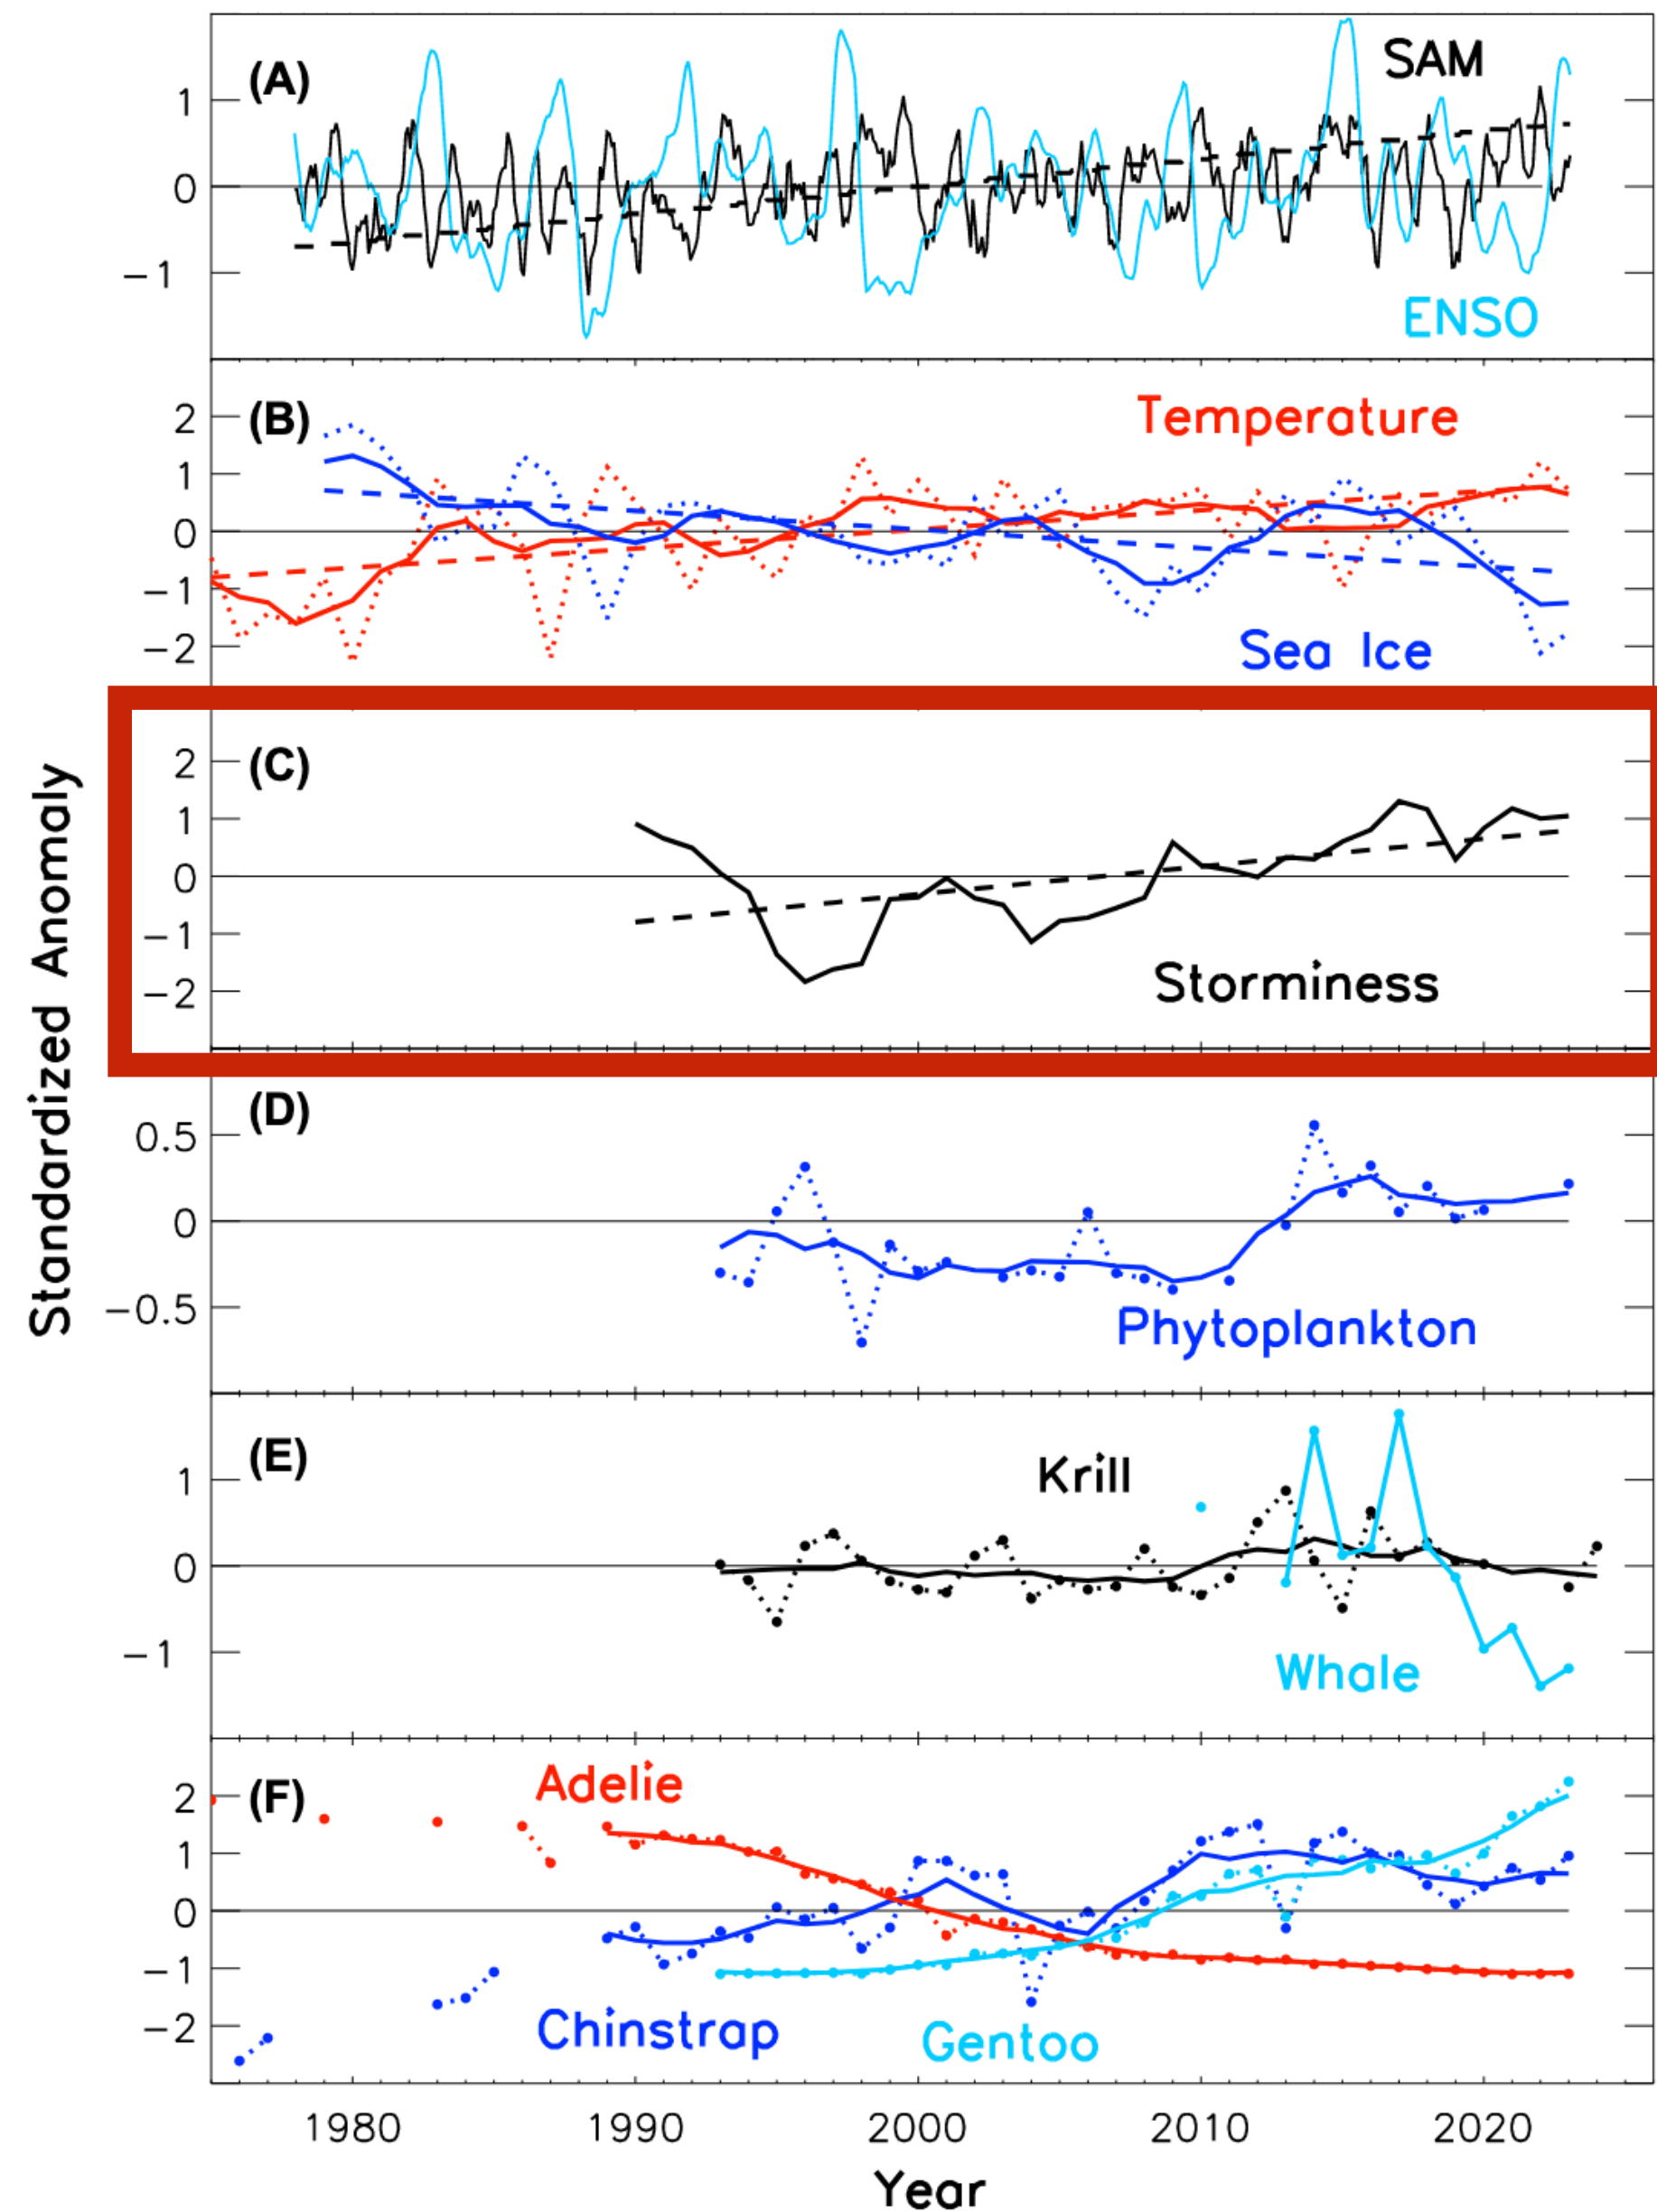 Standardized Anomaly
(A)
SAM
1
0
−1
ENSO
(B)
Temperature
2
1
0
−1
−2
Sea Ice
(C)
2
1
0
−1
−2
Storminess
(D)
0.5
0
−0.5
Phytoplankton
(E)
Krill
1
0
−1
Whale
Adelie
(F)
2
1
0
−1
−2
Chinstrap
Gentoo
1980 1990 2000 2010 2020
Year